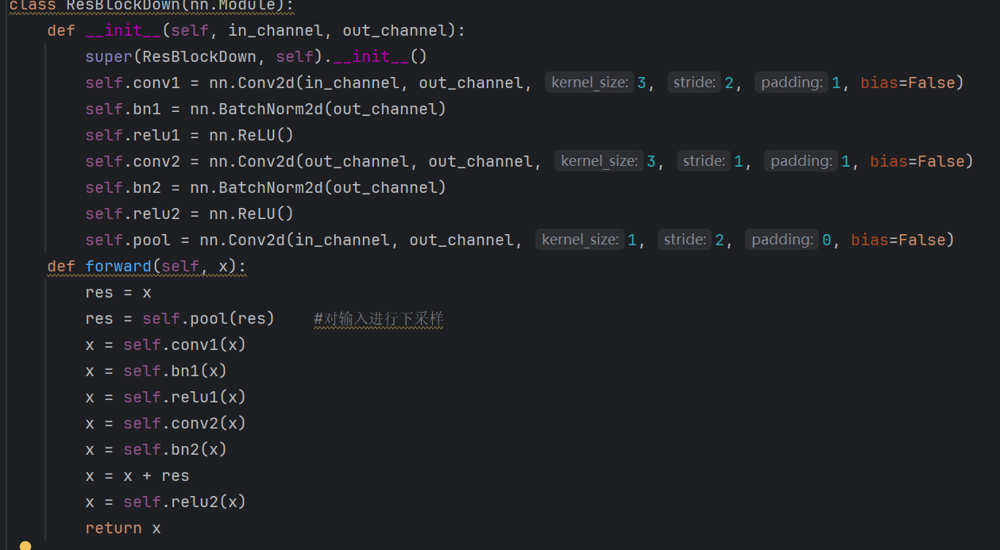 class ResBlockDown(nn.Module):
def __init__(self, in_channel, out_channel):
super(ResBlockDown, self).__init__()
self.conv1 = nn.Conv2d(in_channel, out_channel, kernel_size: 3, stride: 2, padding: 1, bias=False)
self.bn1 = nn.BatchNorm2d(out_channel)
self.relu1 = nn.ReLU()
self.conv2 = nn.Conv2d(out_channel, out_channel, kernel_size: 3, stride: 1, padding: 1, bias=False)
self.bn2 = nn.BatchNorm2d(out_channel)
self.relu2 = nn.ReLU()
self.pool = nn.Conv2d(in_channel, out_channel, kernel_size: 1, stride: 2, padding: 0, bias=False)
def forward(self, x):
res = x
res = self.pool(res) #对输入进行下采样
x = self.conv1(x)
x = self.bn1(x)
x = self.relu1(x)
x = self.conv2(x)
x = self.bn2(x)
x = x + res
x = self.relu2(x)
return x